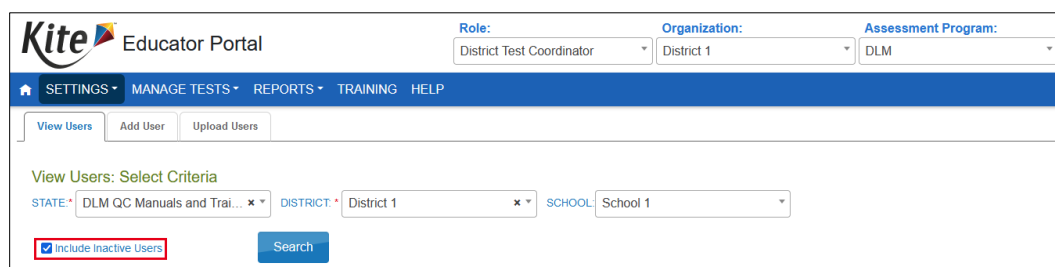 Kite Educator Portal
Role: Organization: Assessment Program:
District Test Coordinator District 1 DLM
SETTINGS MANAGE TESTS REPORTS TRAINING HELP
View Users Add User Upload Users
View Users: Select Criteria
STATE:* DLM QC Manuals and Trai... × DISTRICT: * District 1 × SCHOOL: School 1
Include Inactive Users Search